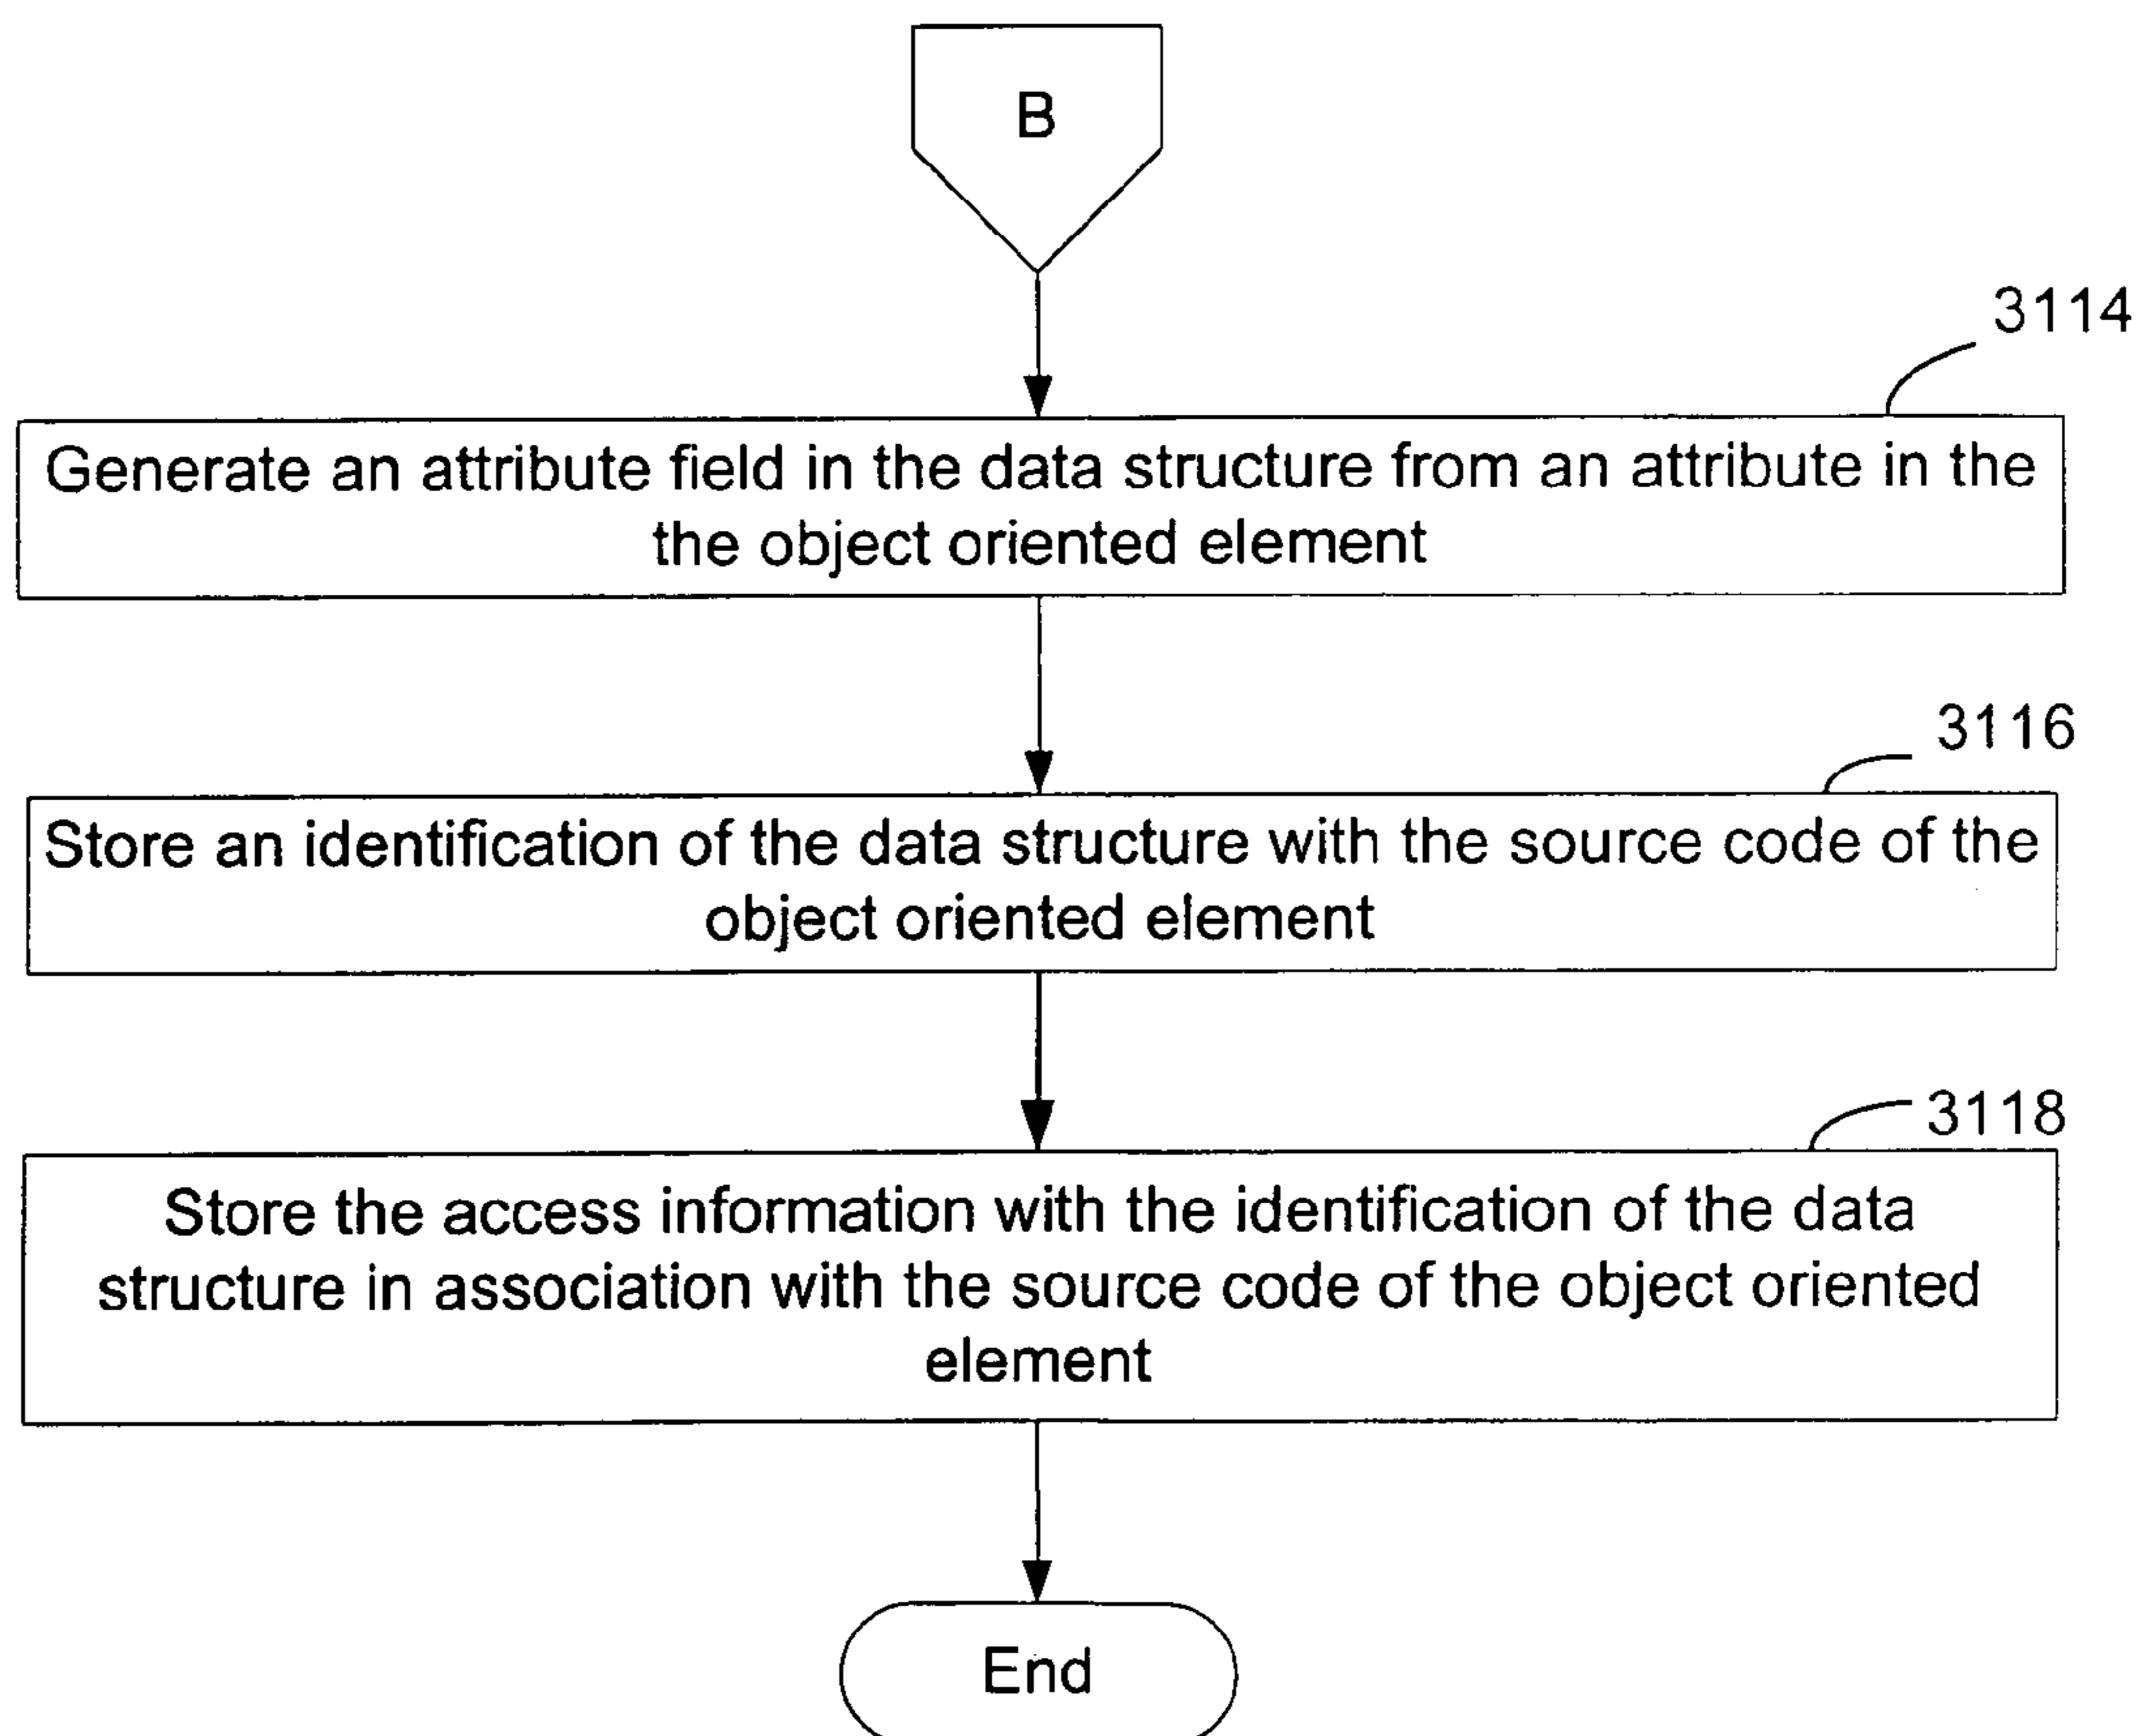 B
3114
Generate an attribute field in the data structure from an attribute in the
the object oriented element
3116
Store an identification of the data structure with the source code of the
object oriented element
3118
Store the access information with the identification of the data
structure in association with the source code of the object oriented
element
End